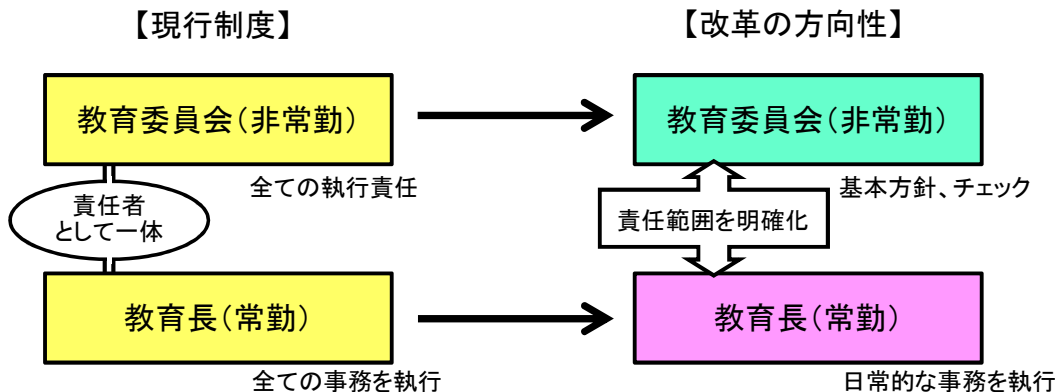 【現行制度】
【改革の方向性】
教育委員会(非常勤)
教育委員会(非常勤)
全ての執行責任
基本方針、チェック
責任者
として一体
責任範囲を明確化
教育長(常勤)
教育長(常勤)
全ての事務を執行
日常的な事務を執行